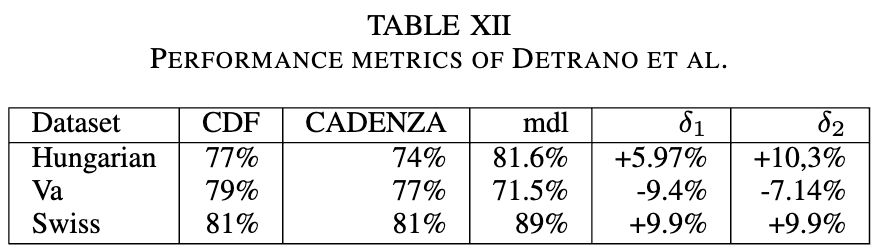 TABLE XII
PERFORMANCE METRICS OF DETRANO ET AL.
Dataset CDF CADENZA mdl δ1 δ2
Hungarian 77% 74% 81.6% +5.97% +10,3%
Va 79% 77% 71.5% -9.4% -7.14%
Swiss 81% 81% 89% +9.9% +9.9%